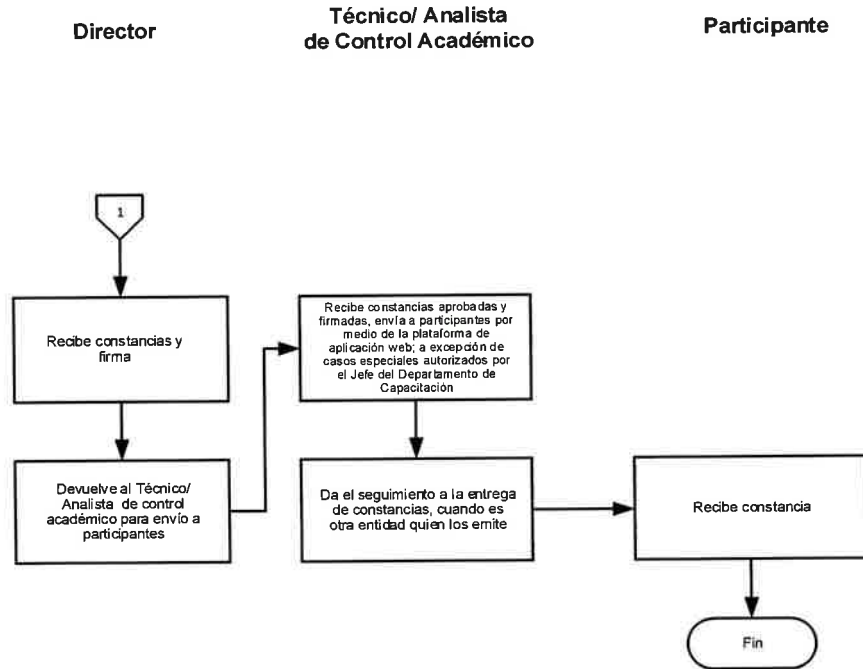 Director
Técnico/ Analista
de Control Académico
Participante
1
Recibe constancias y
firma
Recibe constancias aprobadas y
firmadas, envía a participantes por
medio de la plataforma de
aplicación web; a excepción de
casos especiales autorizados por
el Jefe del Departamento de
Capacitación
Devuelve al Técnico/
Analista de control
académico para envío a
participantes
Da el seguimiento a la entrega
de constancias, cuando es
otra entidad quien los emite
Recibe constancia
Fin